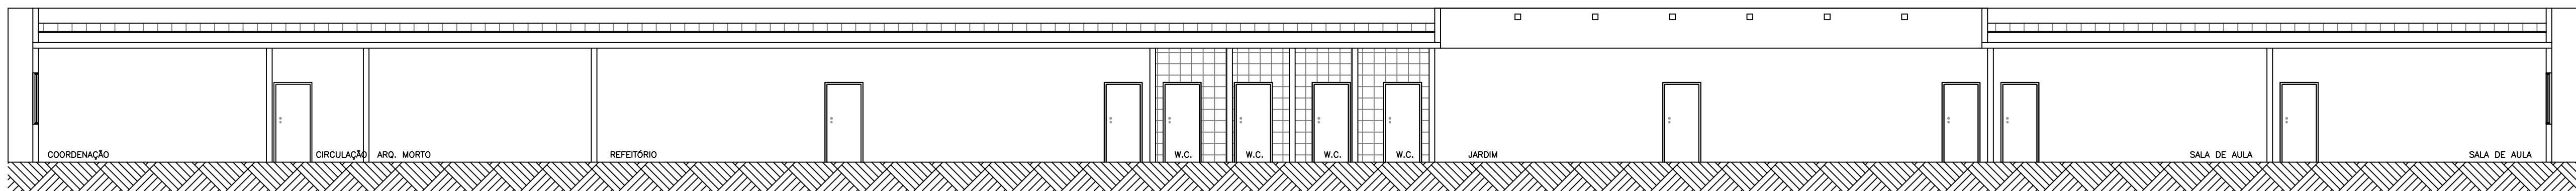 COORDENAÇÃO
CIRCULAÇÃO
ARQ. MORTO
REFEITÓRIO
W.C.
W.C.
W.C.
W.C.
JARDIM
SALA DE AULA
SALA DE AULA